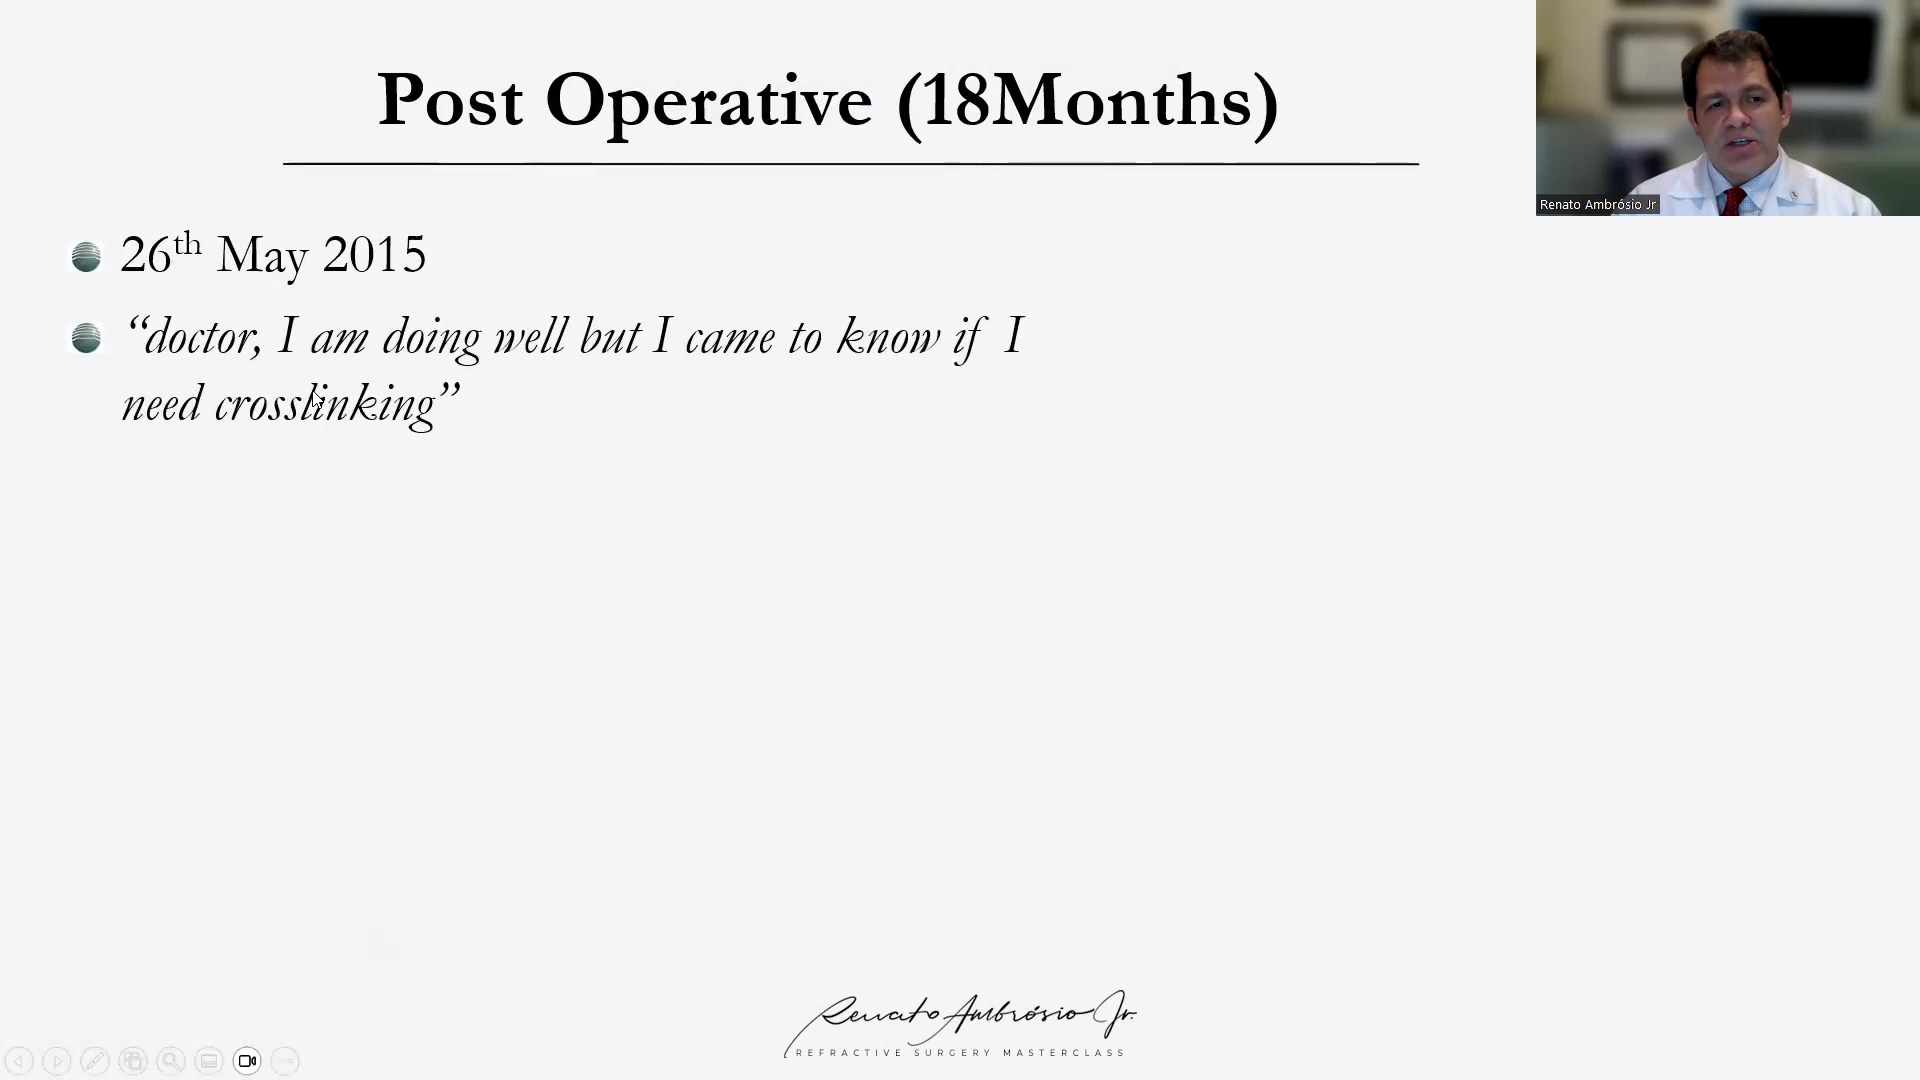 Post Operative (18Months)
Renato Ambrósio Jr
26th May 2015
“doctor, I am doing well but I came to know if I
need crosslinking”
Renato Ambrósio Jr.
REFRACTIVE SURGERY MASTERCLASS